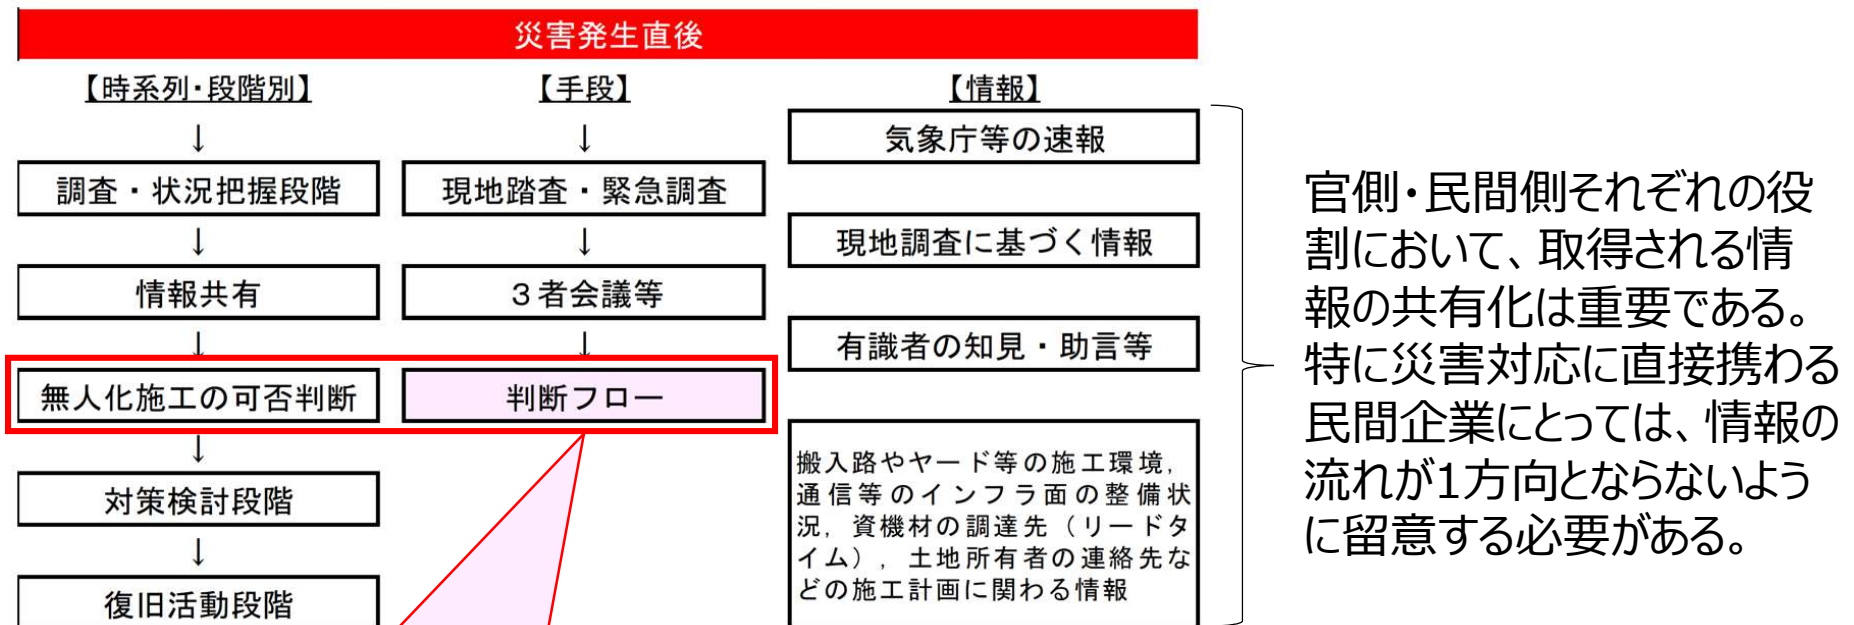 災害発生直後
【時系列・段階別】
↓
調査・状況把握段階
↓
情報共有
↓
無人化施工の可否判断
↓
対策検討段階
↓
復旧活動段階
【手段】
↓
現地踏査・緊急調査
↓
３者会議等
↓
判断フロー
【情報】
気象庁等の速報
現地調査に基づく情報
有識者の知見・助言等
搬入路やヤード等の施工環境,
通信等のインフラ面の整備状
況, 資機材の調達先（リードタ
イム）, 土地所有者の連絡先な
どの施工計画に関わる情報
官側・民間側それぞれの役
割において、取得される情
報の共有化は重要である。
特に災害対応に直接携わる
民間企業にとっては、情報の
流れが1方向とならないよう
に留意する必要がある。